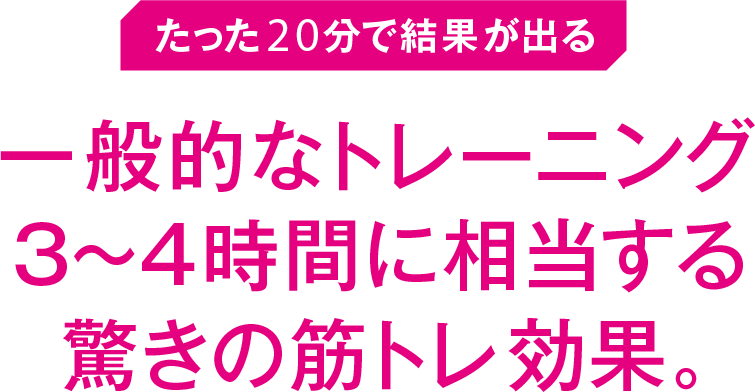 たった20分で結果が出る
一般的なトレーニング
3〜4時間に相当する
驚きの筋トレ効果。